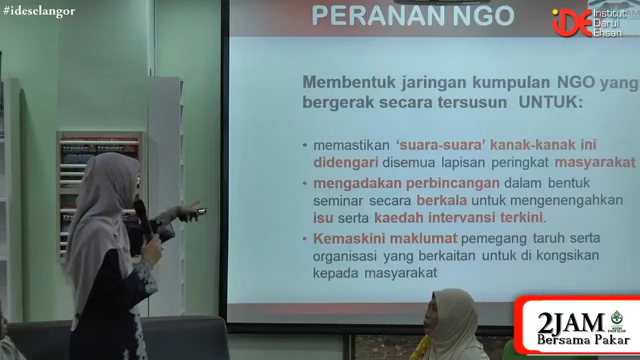 #ideselangor
PERANAN NGO
iDE Institut
Darul
Ehsan
Membentuk jaringan kumpulan NGO yang
bergerak secara tersusun UNTUK:
• memastikan ‘suara-suara’ kanak-kanak ini
didengari disemua lapisan peringkat masyarakat
• mengadakan perbincangan dalam bentuk
seminar secara berkala untuk mengenengahkan
isu serta kaedah intervansi terkini.
• Kemaskini maklumat pemegang taruh serta
organisasi yang berkaitan untuk di kongsikan
kepada masyarakat
2JAM
Bersama Pakar